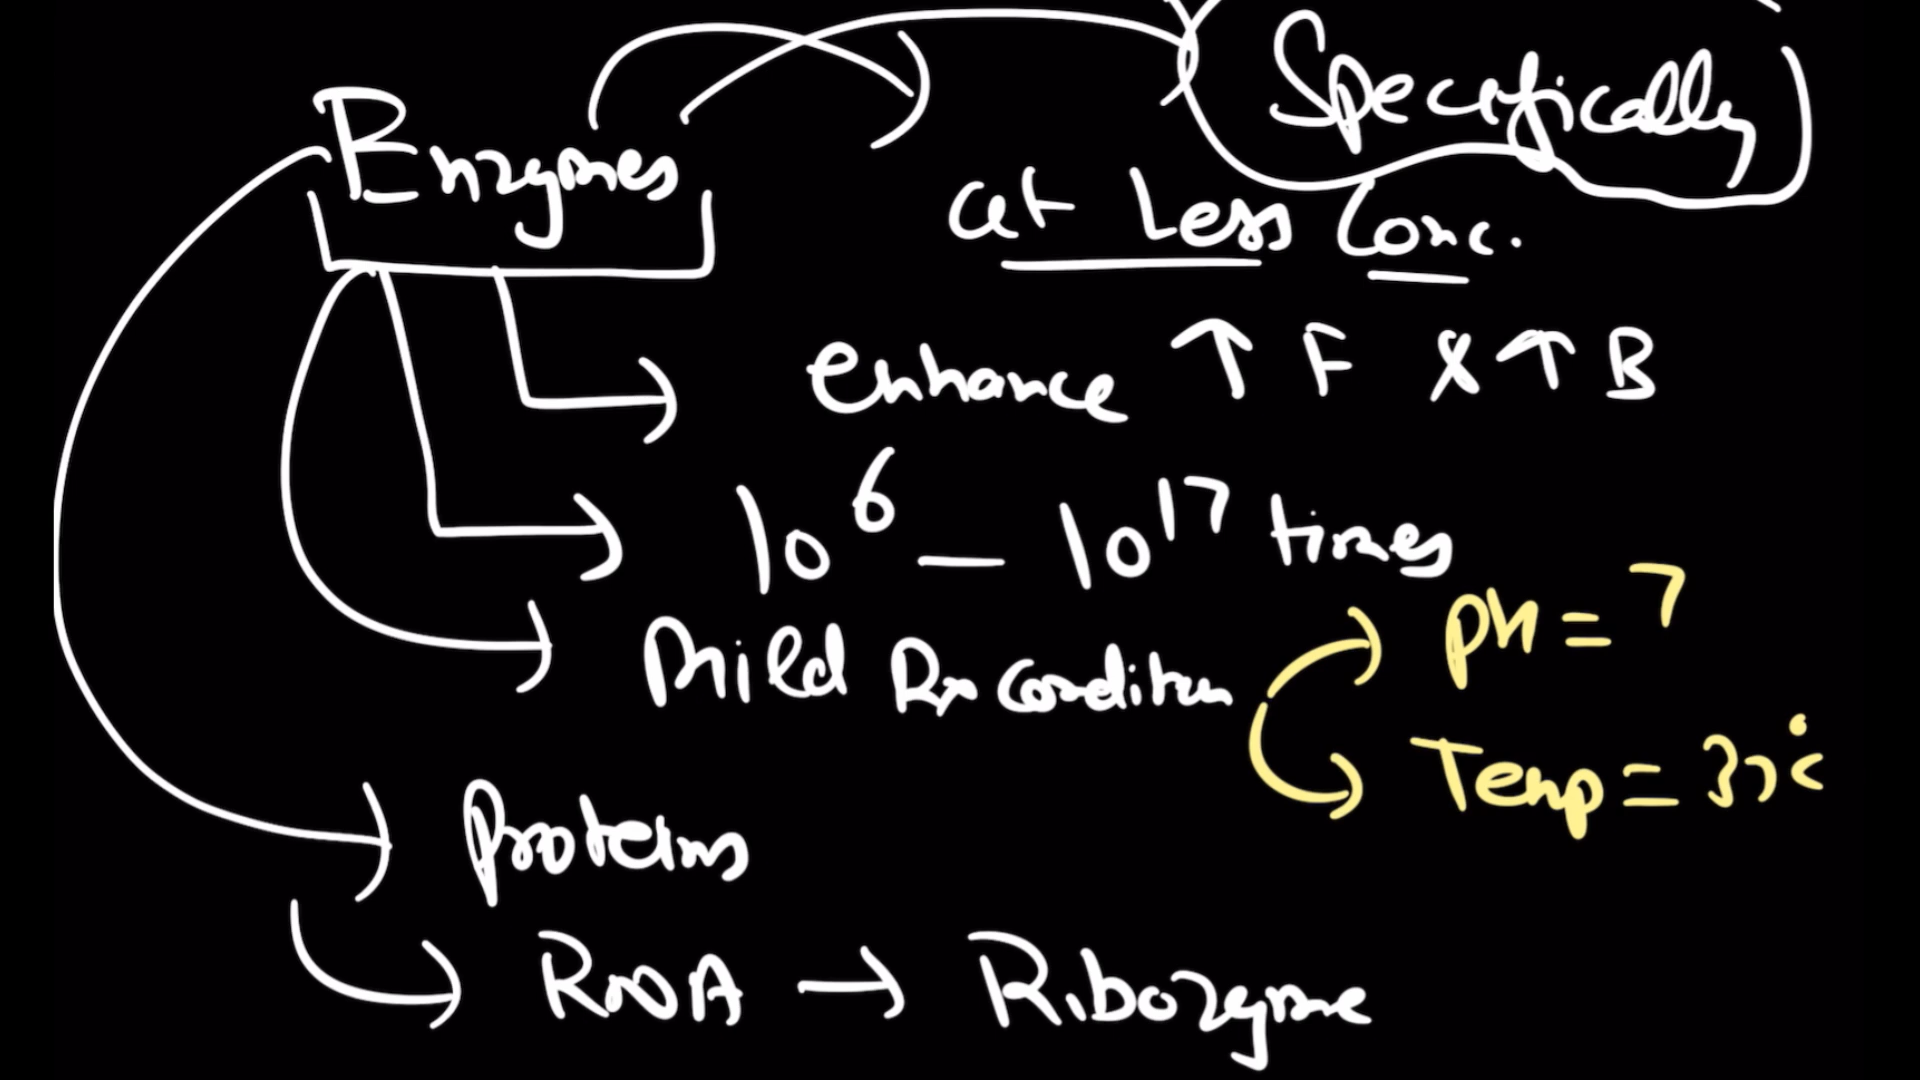 Specifically
Enzymes
at Less Conc.
enhance ↑ F & ↑ B
10⁶ – 10¹⁷ times
pH = 7
Mild Rx Condition
Temp = 37°C
Proteins
RNA → Ribozyme